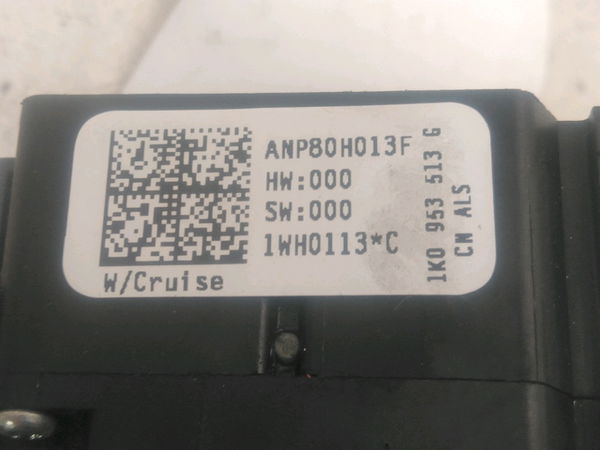 ANP80H013F
HW:000
SW:000
1WH0113*C
W/Cruise
1K0 953 513 G
CN ALS